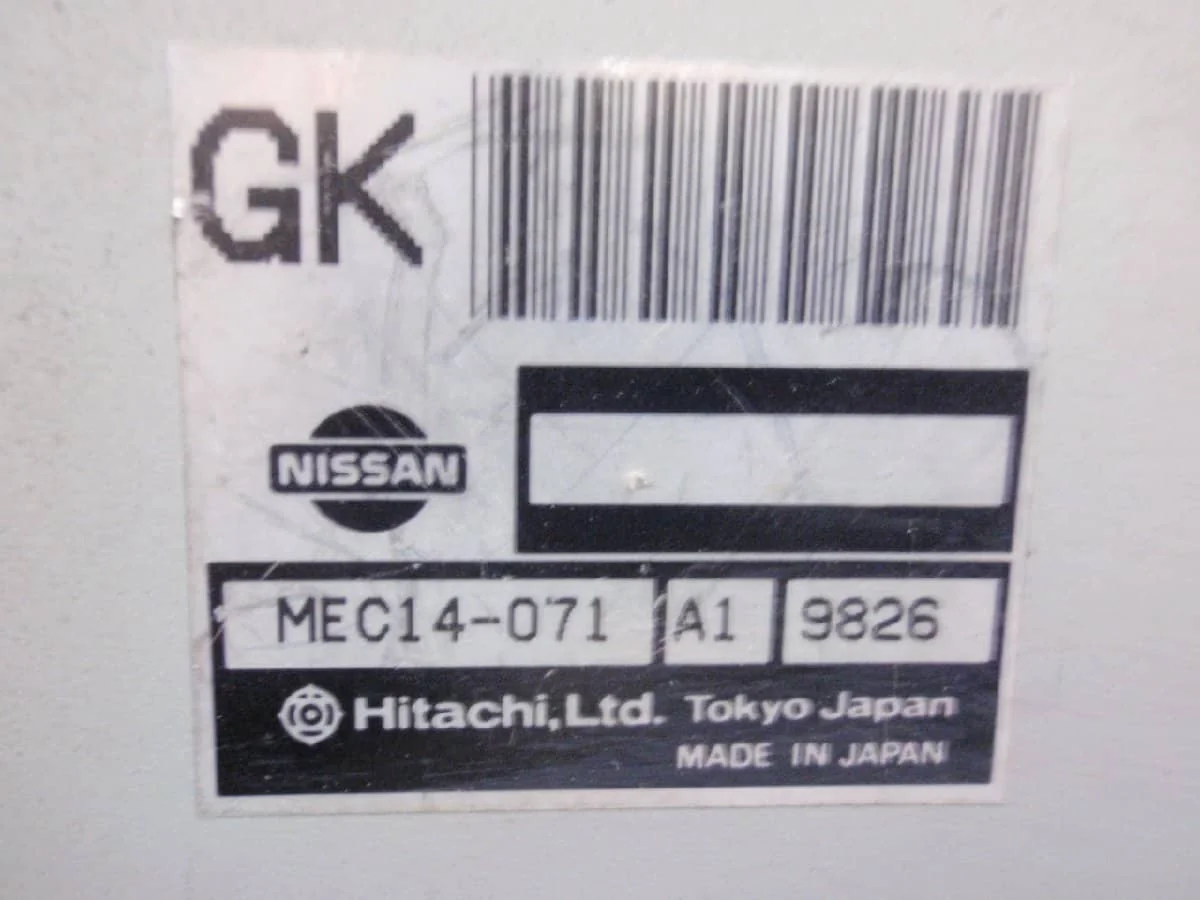 GK
NISSAN
MEC14-071 A1 9826
Hitachi, Ltd. Tokyo Japan
MADE IN JAPAN